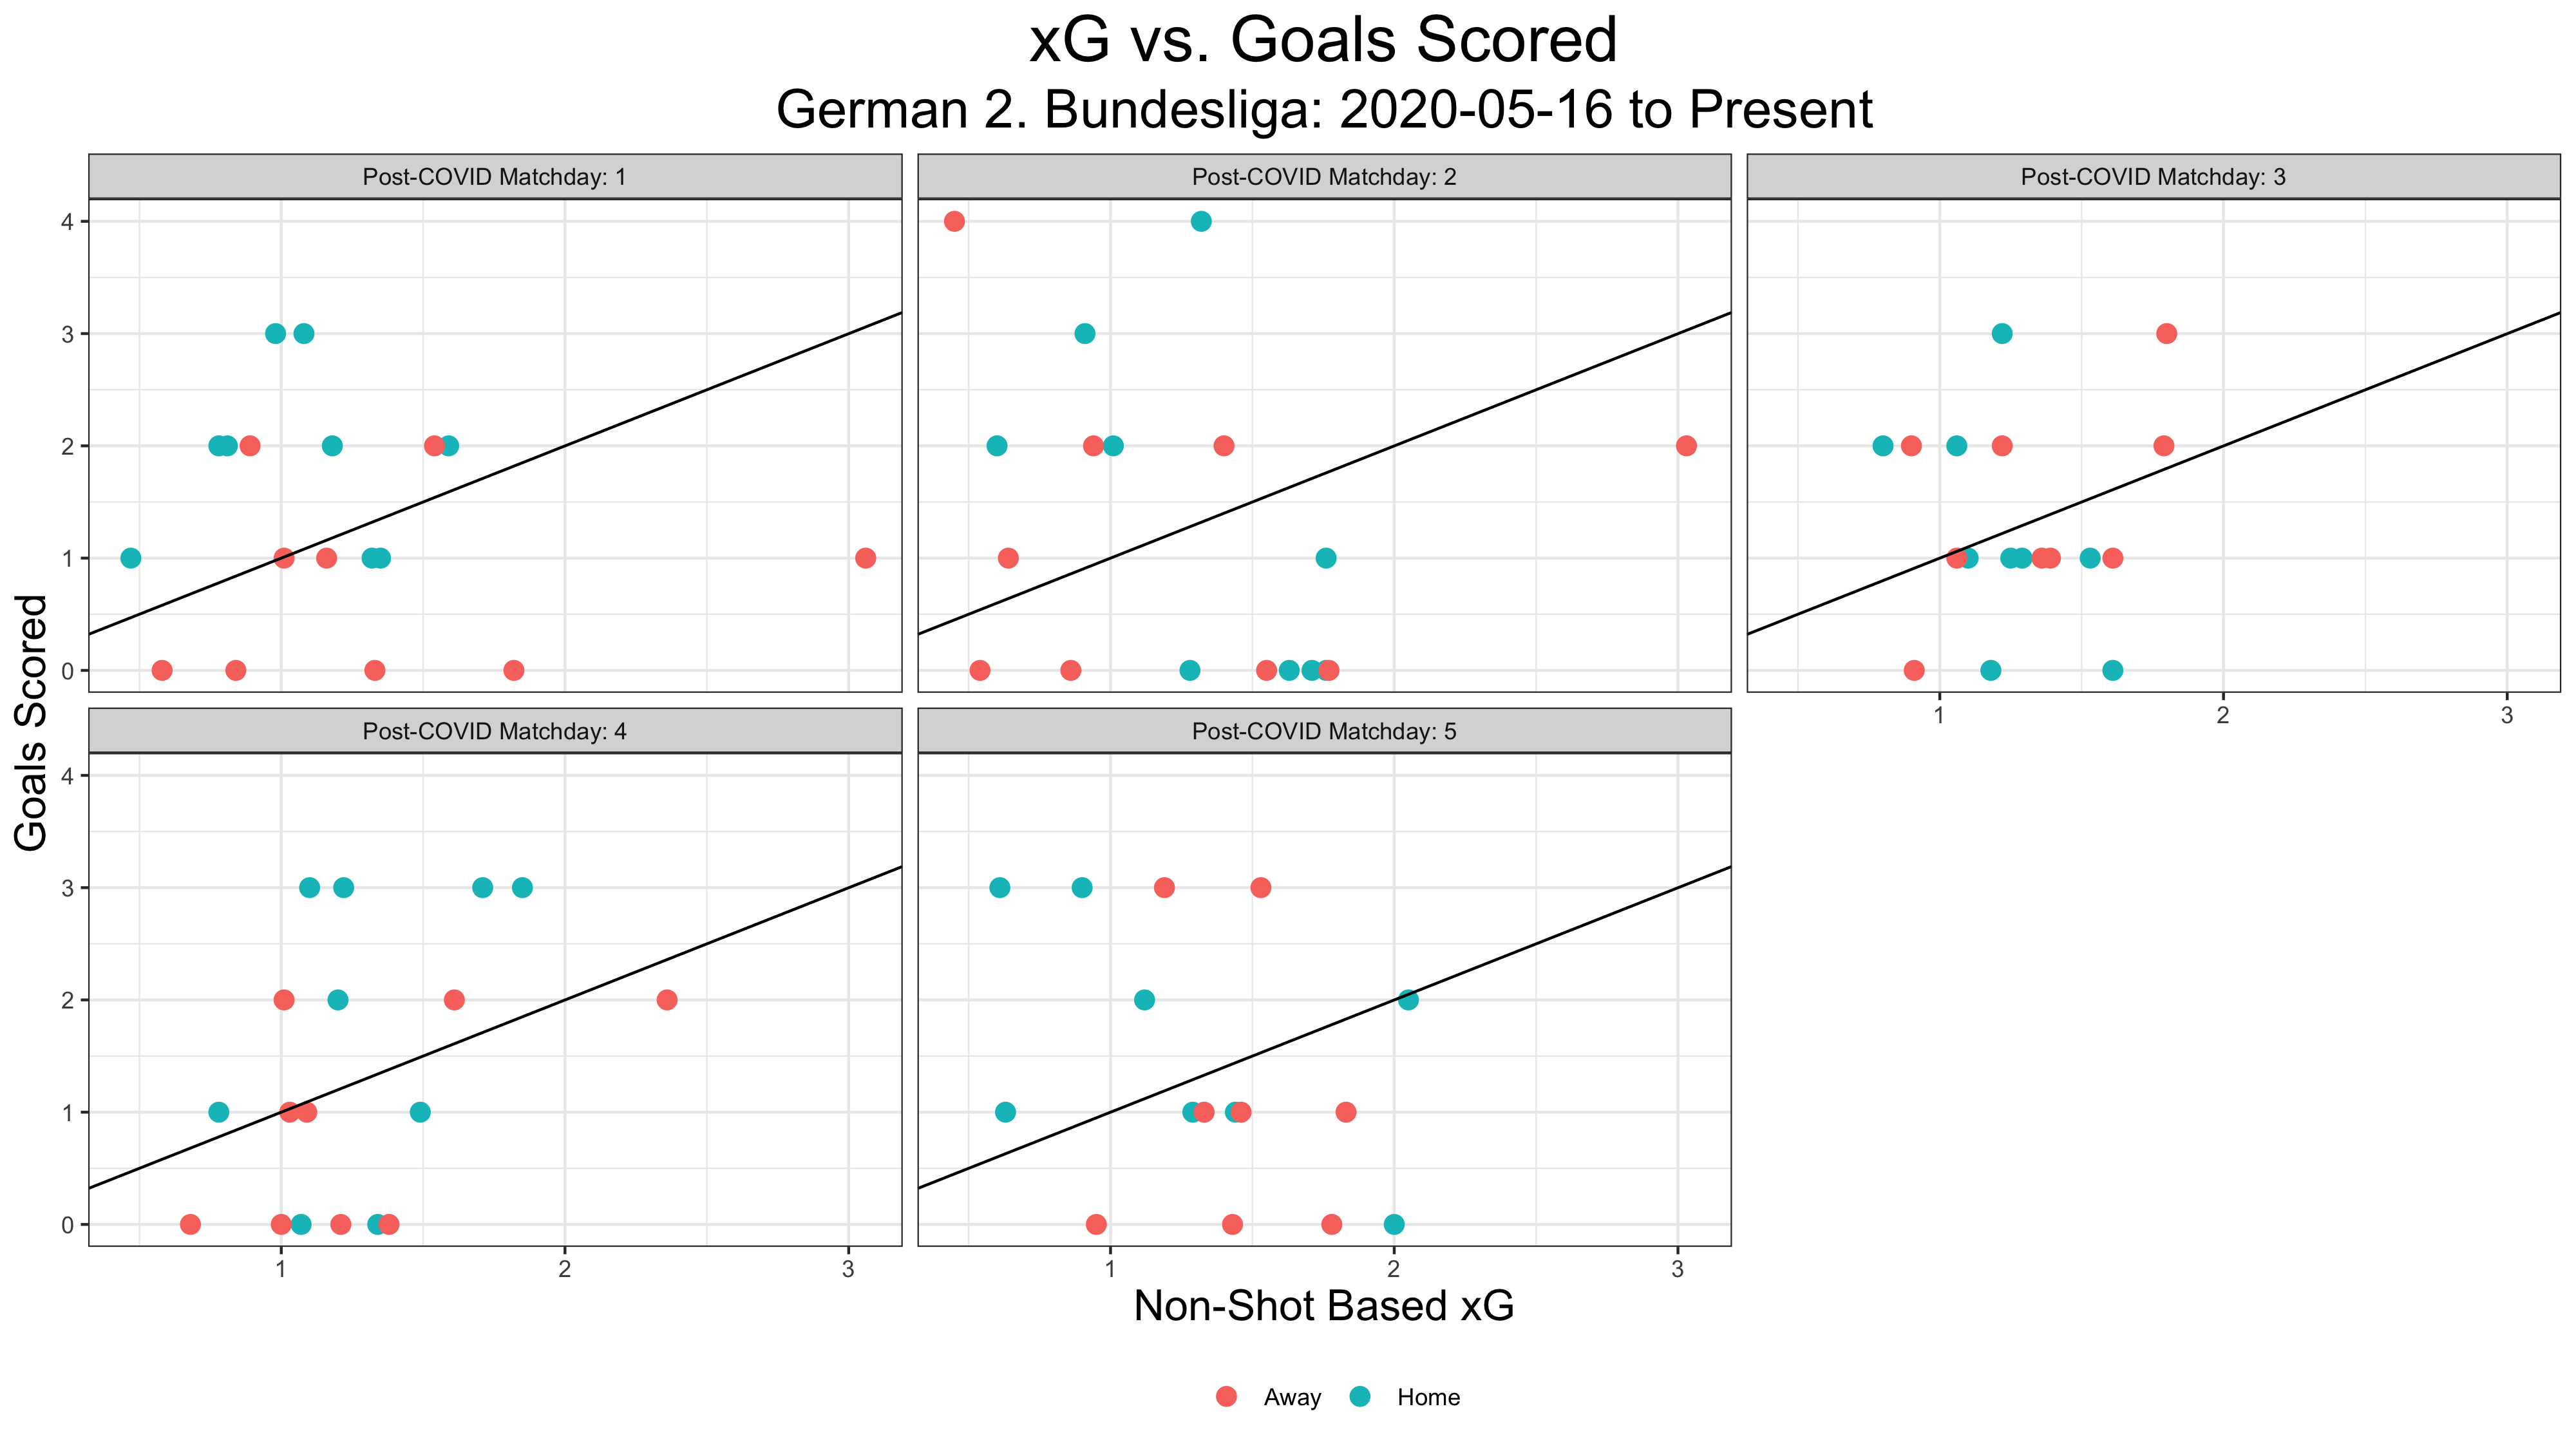 xG vs. Goals Scored
German 2. Bundesliga: 2020-05-16 to Present
Post-COVID Matchday: 1
Post-COVID Matchday: 2
Post-COVID Matchday: 3
4
3
2
1
0
1
2
3
Goals Scored
Post-COVID Matchday: 4
Post-COVID Matchday: 5
4
3
2
1
0
1
2
3
1
2
3
Non-Shot Based xG
Away
Home